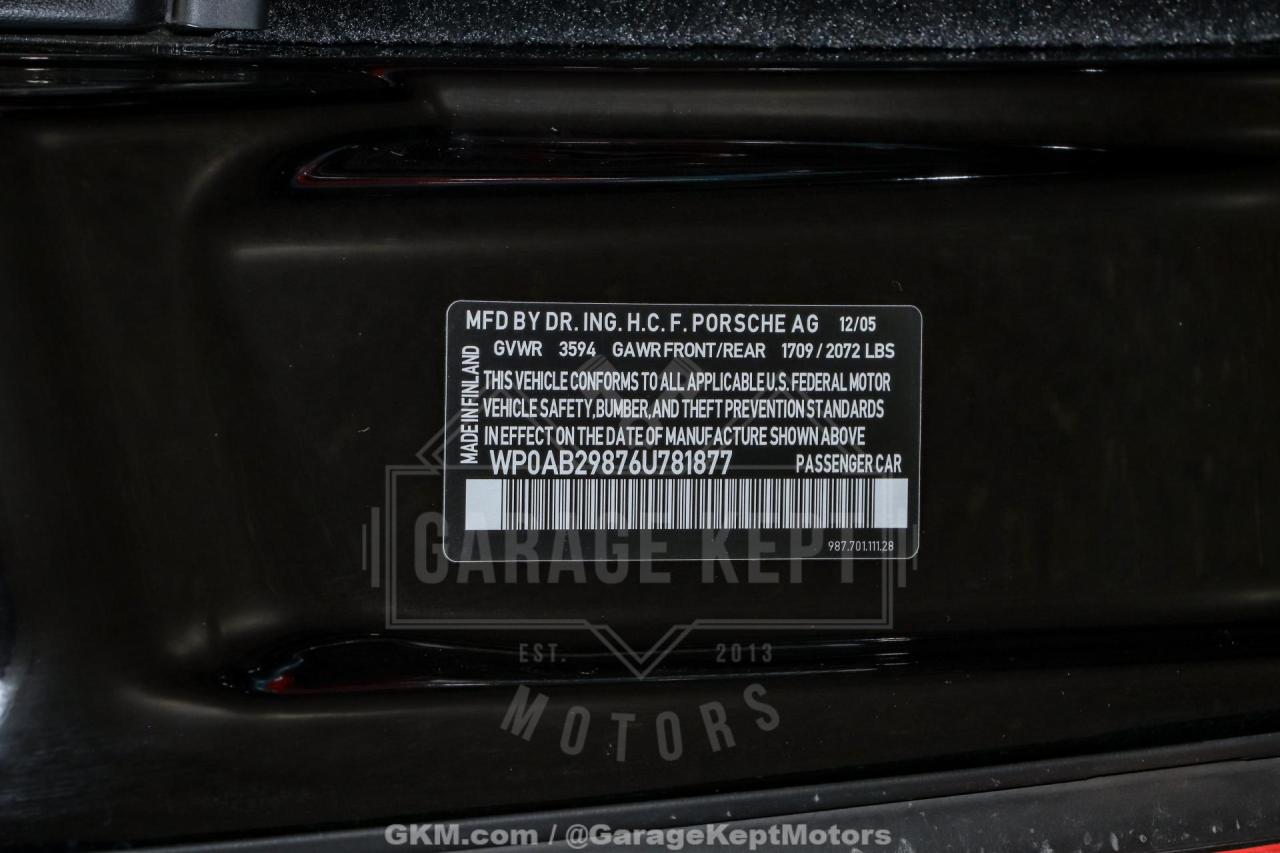 MFD BY DR. ING. H.C. F. PORSCHE AG 12/05
GVWR 3594 GAWR FRONT/REAR 1709 / 2072 LBS
MADE IN FINLAND
THIS VEHICLE CONFORMS TO ALL APPLICABLE U.S. FEDERAL MOTOR
VEHICLE SAFETY, BUMBER, AND THEFT PREVENTION STANDARDS
IN EFFECT ON THE DATE OF MANUFACTURE SHOWN ABOVE
WP0AB29876U781877 PASSENGER CAR
987.701.111.28
GARAGE KEPT
EST. 2013
MOTORS
GKM.com / @GarageKeptMotors